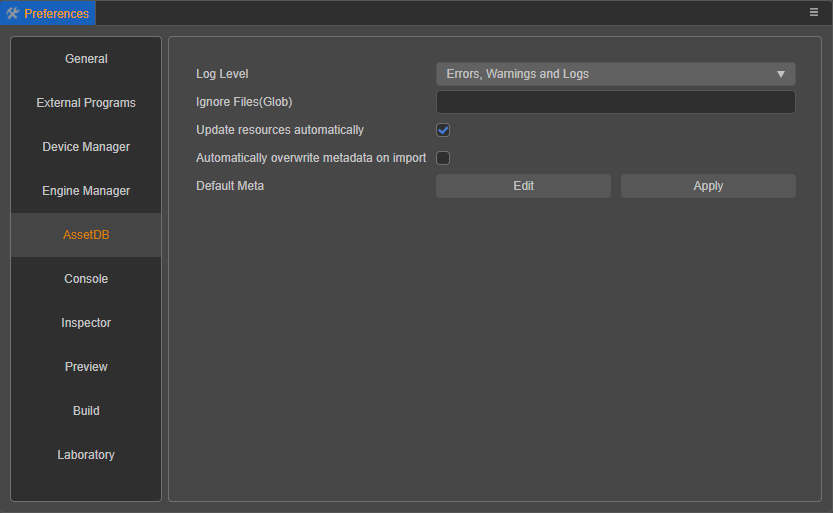 Preferences
General
External Programs
Device Manager
Engine Manager
AssetDB
Console
Inspector
Preview
Build
Laboratory
Log Level
Errors, Warnings and Logs
Ignore Files(Glob)
Update resources automatically
Automatically overwrite metadata on import
Default Meta
Edit
Apply